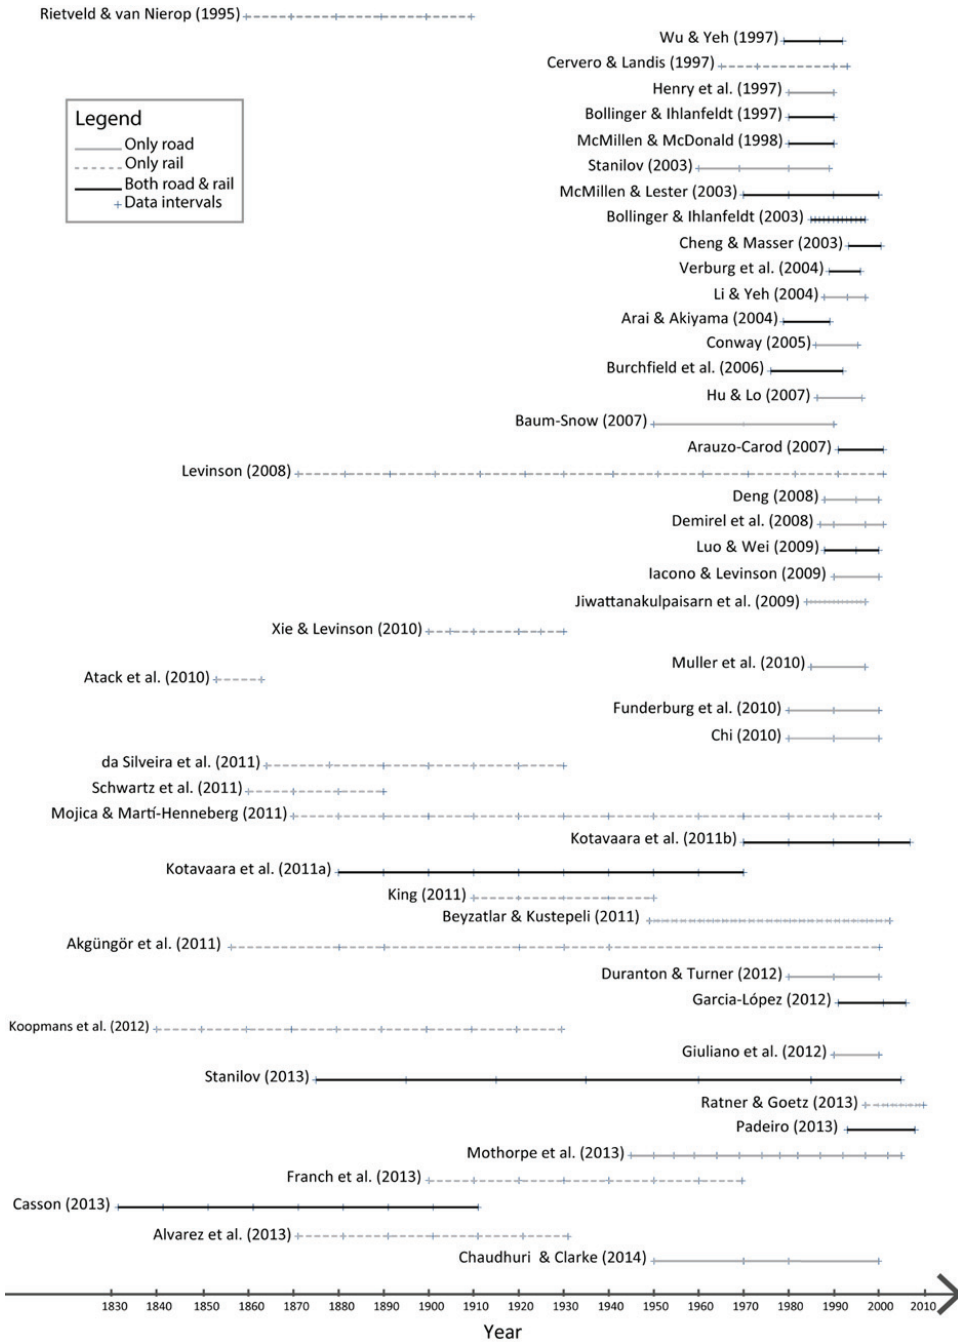 Rietveld & van Nierop (1995)
Wu & Yeh (1997)
Cervero & Landis (1997)
Henry et al. (1997)
Legend
Only road
Only rail
Both road & rail
Data intervals
Bollinger & Ihlanfeldt (1997)
McMillen & McDonald (1998)
Stanilov (2003)
McMillen & Lester (2003)
Bollinger & Ihlanfeldt (2003)
Cheng & Masser (2003)
Verburg et al. (2004)
Li & Yeh (2004)
Arai & Akiyama (2004)
Conway (2005)
Burchfield et al. (2006)
Hu & Lo (2007)
Baum-Snow (2007)
Arauzo-Carod (2007)
Levinson (2008)
Deng (2008)
Demirel et al. (2008)
Luo & Wei (2009)
Iacono & Levinson (2009)
Jiwattanakulpaisarn et al. (2009)
Xie & Levinson (2010)
Muller et al. (2010)
Atack et al. (2010)
Funderburg et al. (2010)
Chi (2010)
da Silveira et al. (2011)
Schwartz et al. (2011)
Mojica & Martí-Henneberg (2011)
Kotavaara et al. (2011b)
Kotavaara et al. (2011a)
King (2011)
Beyzatlar & Kustepeli (2011)
Akgüngör et al. (2011)
Duranton & Turner (2012)
Garcia-López (2012)
Koopmans et al. (2012)
Giuliano et al. (2012)
Stanilov (2013)
Ratner & Goetz (2013)
Padeiro (2013)
Mothorpe et al. (2013)
Franch et al. (2013)
Casson (2013)
Alvarez et al. (2013)
Chaudhuri & Clarke (2014)
1830 1840 1850 1860 1870 1880 1890 1900 1910 1920 1930 1940 1950 1960 1970 1980 1990 2000 2010
Year